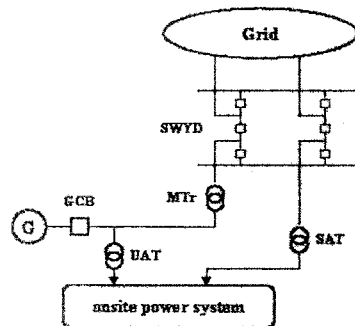 Grid
SWYD
MTr
GCB
G
UAT
SAT
onsite power system